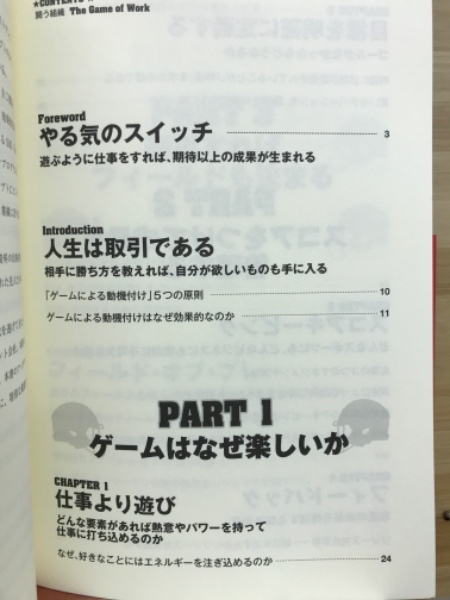 ★CONTENTS
闘う組織 The Game of Work
Foreword
やる気のスイッチ 3
遊ぶように仕事をすれば、期待以上の成果が生まれる
Introduction
人生は取引である
相手に勝ち方を教えれば、自分が欲しいものも手に入る
「ゲームによる動機付け」5つの原則 10
ゲームによる動機付けはなぜ効果的なのか 11
PART 1
ゲームはなぜ楽しいか
CHAPTER 1
仕事より遊び
どんな要素があれば熱意やパワーを持って
仕事に打ち込めるのか
なぜ、好きなことにはエネルギーを注ぎ込めるのか 24